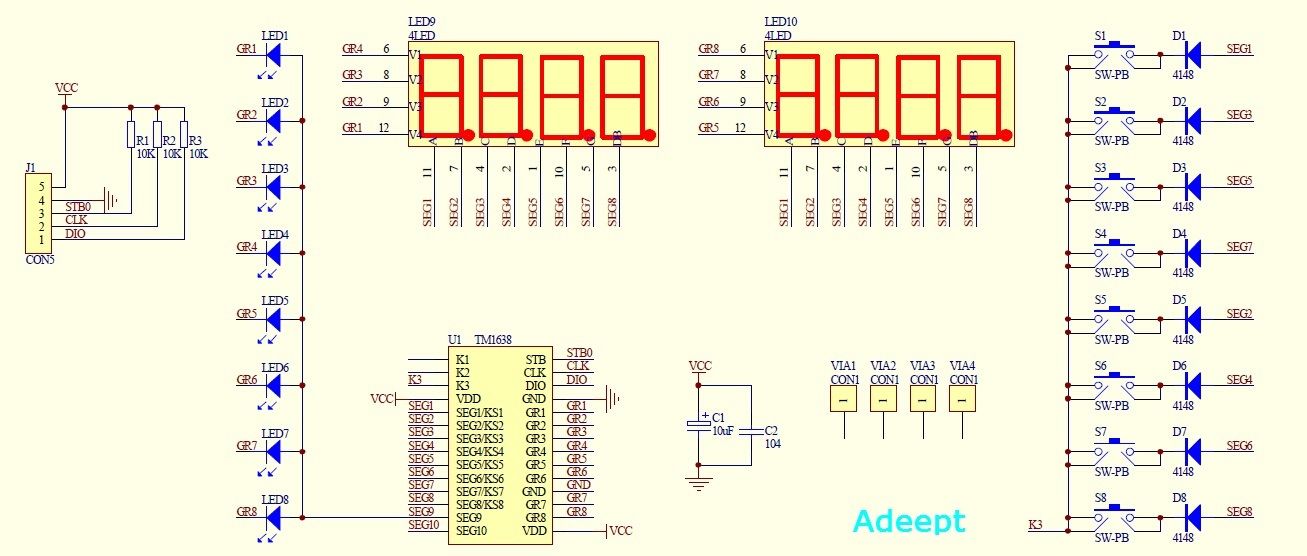 VCC
R1
10K
R2
10K
R3
10K
J1
5
4
3
2
1
STB0
CLK
DIO
CON5
LED1
GR1
LED2
GR2
LED3
GR3
LED4
GR4
LED5
GR5
LED6
GR6
LED7
GR7
LED8
GR8
LED9
4LED
GR4 6 V1
GR3 8 V2
GR2 9 V3
GR1 12 V4
A B C D E F G DB
11 7 4 2 1 10 5 3
SEG1 SEG2 SEG3 SEG4 SEG5 SEG6 SEG7 SEG8
LED10
4LED
GR8 6 V1
GR7 8 V2
GR6 9 V3
GR5 12 V4
A B C D E F G DB
11 7 4 2 1 10 5 3
SEG1 SEG2 SEG3 SEG4 SEG5 SEG6 SEG7 SEG8
U1 TM1638
K1 STB STB0
K2 CLK CLK
K3 K3 DIO DIO
VCC VDD GND
SEG1 SEG1/KS1 GR1 GR1
SEG2 SEG2/KS2 GR2 GR2
SEG3 SEG3/KS3 GR3 GR3
SEG4 SEG4/KS4 GR4 GR4
SEG5 SEG5/KS5 GR5 GR5
SEG6 SEG6/KS6 GR6 GR6
SEG7 SEG7/KS7 GND GND
SEG8 SEG8/KS8 GR7 GR7
SEG9 SEG9 GR8 GR8
SEG10 SEG10 VDD VCC
VCC
C1
10uF
C2
104
VIA1 VIA2 VIA3 VIA4
CON1 CON1 CON1 CON1
1 1 1 1
Adeept
S1 D1
SEG1
SW-PB 4148
S2 D2
SEG3
SW-PB 4148
S3 D3
SEG5
SW-PB 4148
S4 D4
SEG7
SW-PB 4148
S5 D5
SEG2
SW-PB 4148
S6 D6
SEG4
SW-PB 4148
S7 D7
SEG6
SW-PB 4148
S8 D8
SEG8
K3
SW-PB 4148